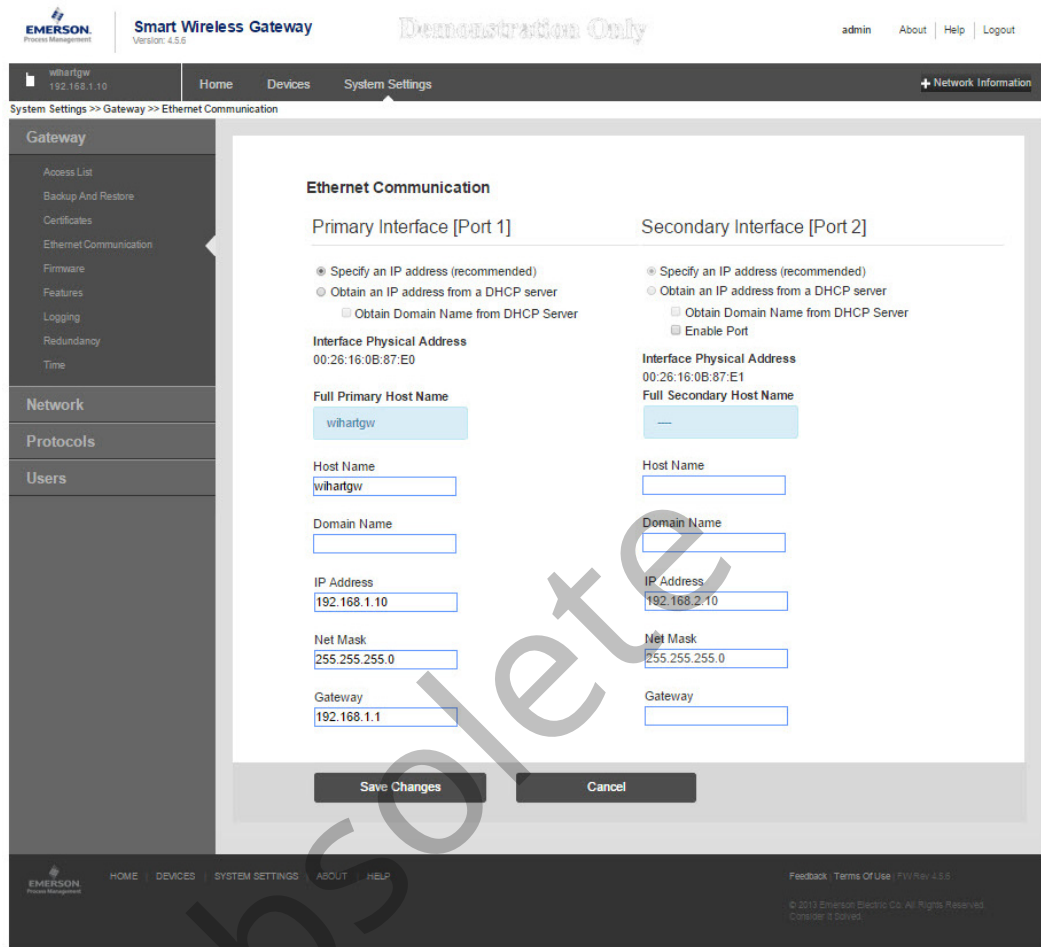 EMERSON.
Process Management
Smart Wireless Gateway
Version: 4.5.6
Demonstration Only
admin About Help Logout
wihartgw
192.168.1.10
Home Devices System Settings
Network Information
System Settings >> Gateway >> Ethernet Communication
Gateway
Access List
Backup And Restore
Certificates
Ethernet Communication
Firmware
Features
Logging
Redundancy
Time
Network
Protocols
Users
Ethernet Communication
Primary Interface [Port 1]
Specify an IP address (recommended)
Obtain an IP address from a DHCP server
Obtain Domain Name from DHCP Server
Interface Physical Address
00:26:16:0B:87:E0
Full Primary Host Name
wihartgw
Host Name
wihartgw
Domain Name
IP Address
192.168.1.10
Net Mask
255.255.255.0
Gateway
192.168.1.1
Secondary Interface [Port 2]
Specify an IP address (recommended)
Obtain an IP address from a DHCP server
Obtain Domain Name from DHCP Server
Enable Port
Interface Physical Address
00:26:16:0B:87:E1
Full Secondary Host Name
—
Host Name
Domain Name
IP Address
192.168.2.10
Net Mask
255.255.255.0
Gateway
Save Changes Cancel
EMERSON
Process Management
HOME | DEVICES | SYSTEM SETTINGS | ABOUT | HELP
Feedback | Terms Of Use | FW Rev 4.5.6
© 2013 Emerson Electric Co. All Rights Reserved.
Consider It Solved.
bsolete